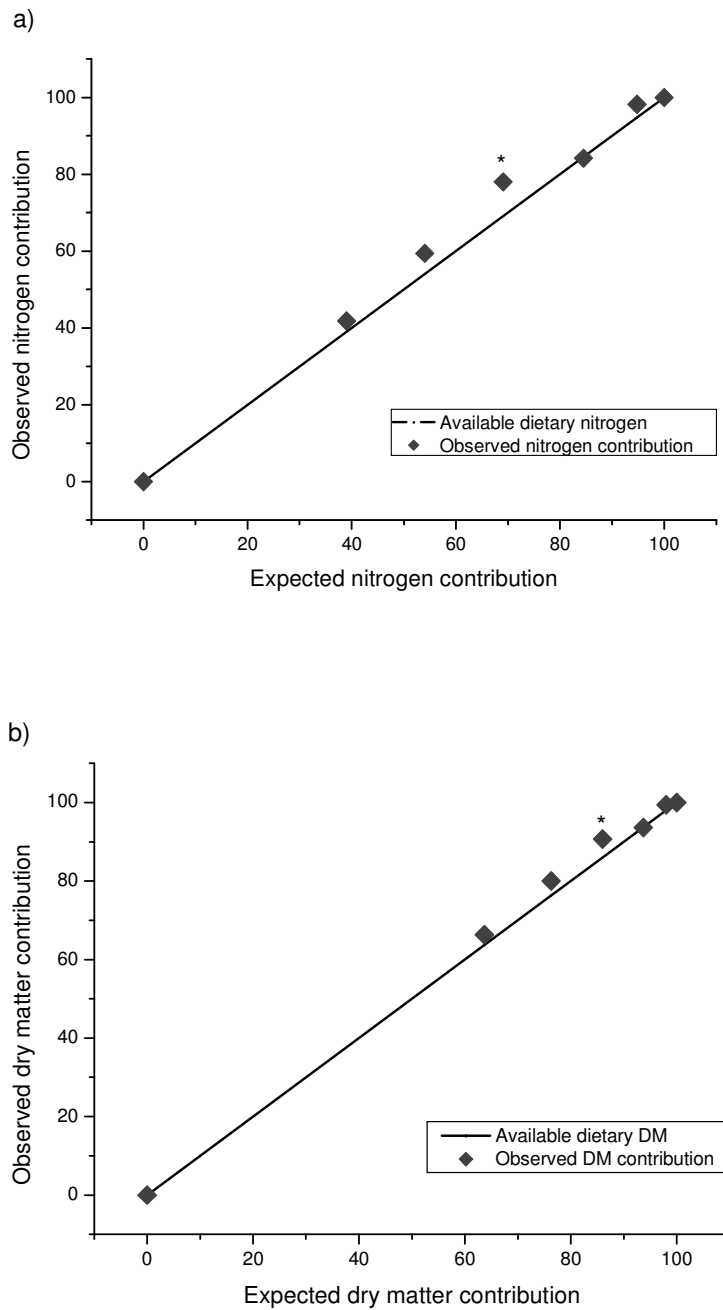 a)
100
80
60
40
20
0
*
Observed nitrogen contribution
Available dietary nitrogen
Observed nitrogen contribution
0 20 40 60 80 100
Expected nitrogen contribution
b)
100
80
60
40
20
0
*
Observed dry matter contribution
Available dietary DM
Observed DM contribution
0 20 40 60 80 100
Expected dry matter contribution